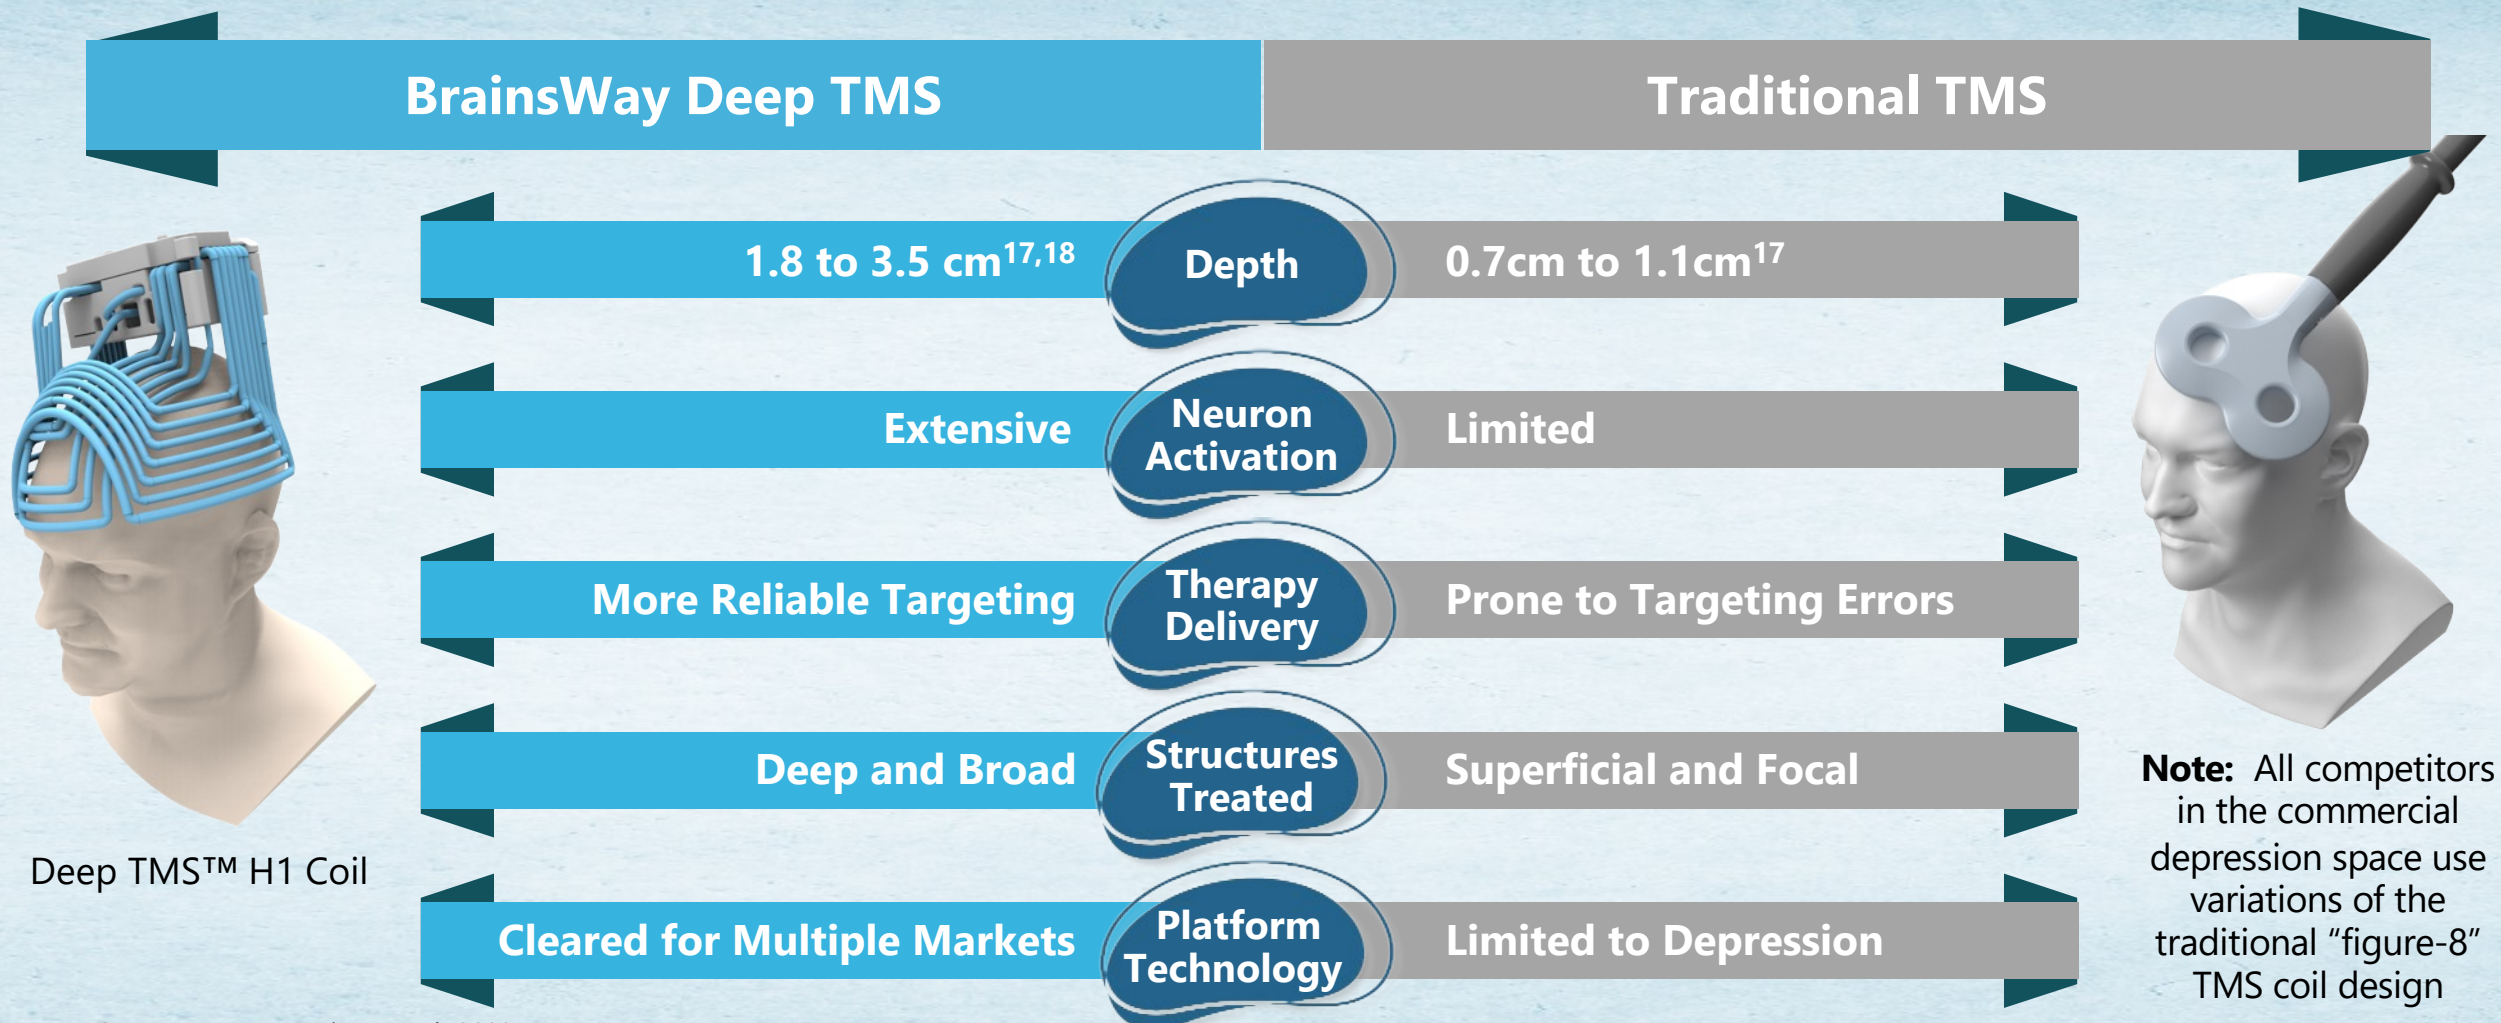 BrainsWay Deep TMS
Traditional TMS
1.8 to 3.5 cm17,18
Depth
0.7cm to 1.1cm17
Extensive
Neuron
Activation
Limited
More Reliable Targeting
Therapy
Delivery
Prone to Targeting Errors
Deep and Broad
Structures
Treated
Superficial and Focal
Cleared for Multiple Markets
Platform
Technology
Limited to Depression
Deep TMS™ H1 Coil
Note: All competitors
in the commercial
depression space use
variations of the
traditional “figure-8”
TMS coil design